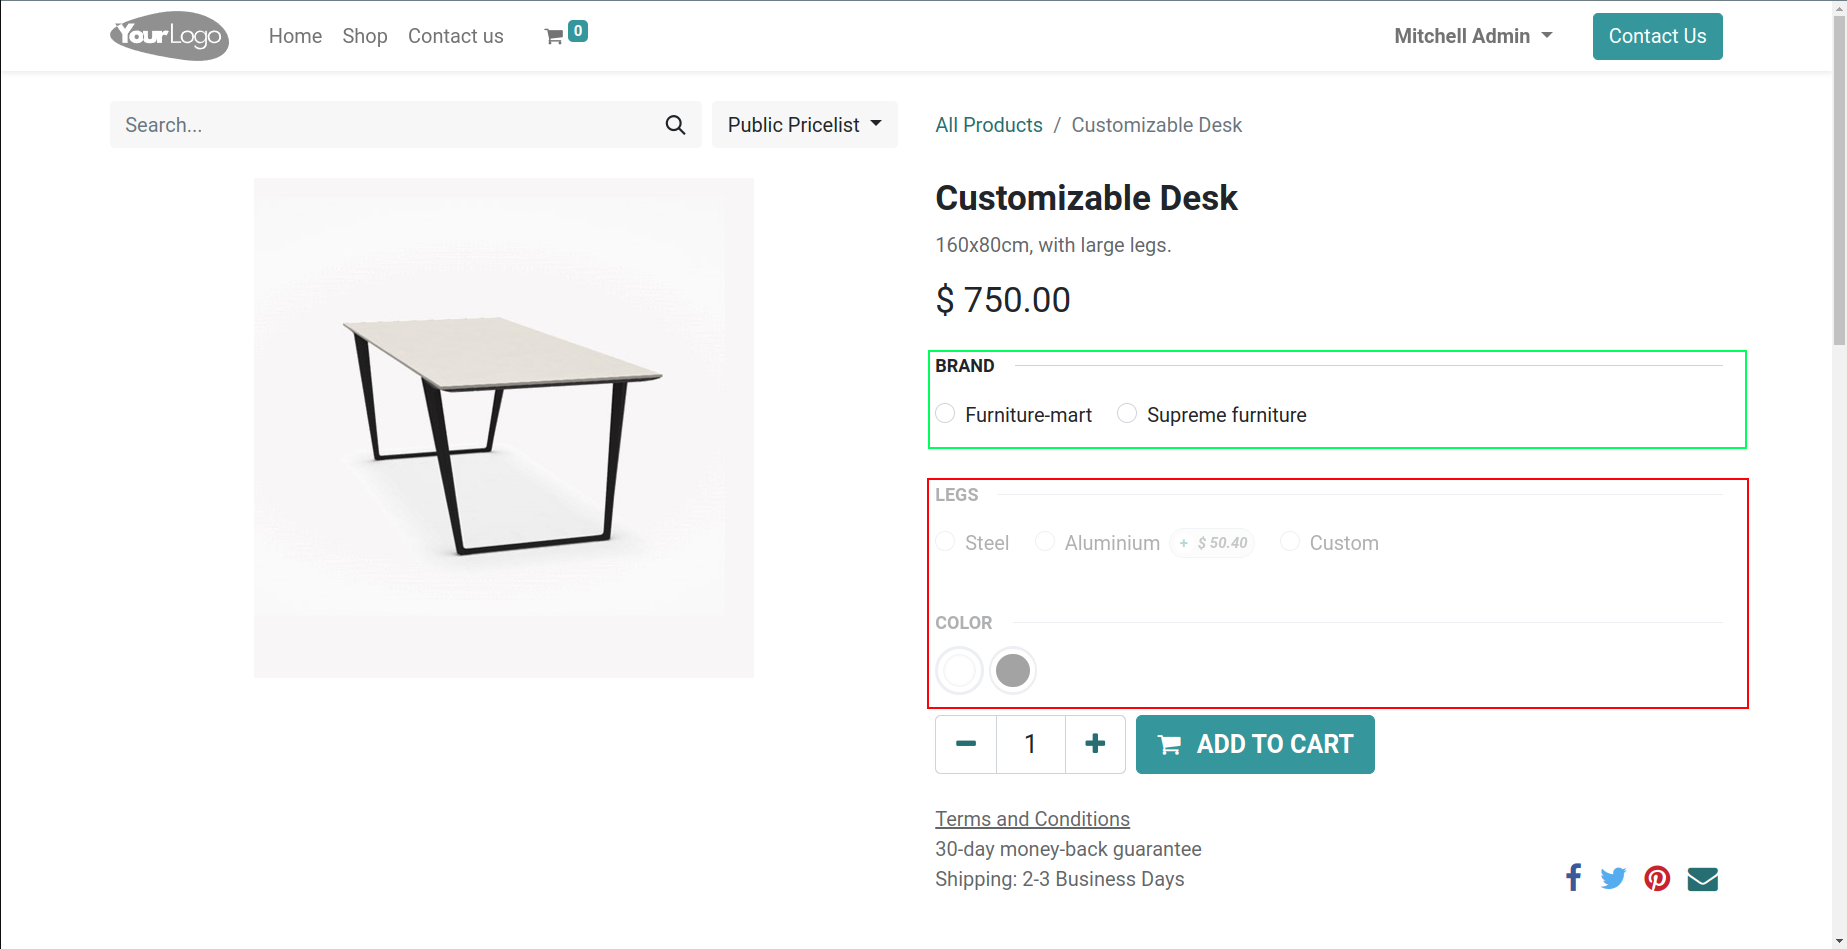 YourLogo Home Shop Contact us 0 Mitchell Admin Contact Us
Search... Public Pricelist All Products / Customizable Desk
Customizable Desk
160x80cm, with large legs.
$ 750.00
BRAND
Furniture-mart Supreme furniture
LEGS
Steel Aluminium + $ 50.40 Custom
COLOR
1 ADD TO CART
Terms and Conditions
30-day money-back guarantee
Shipping: 2-3 Business Days